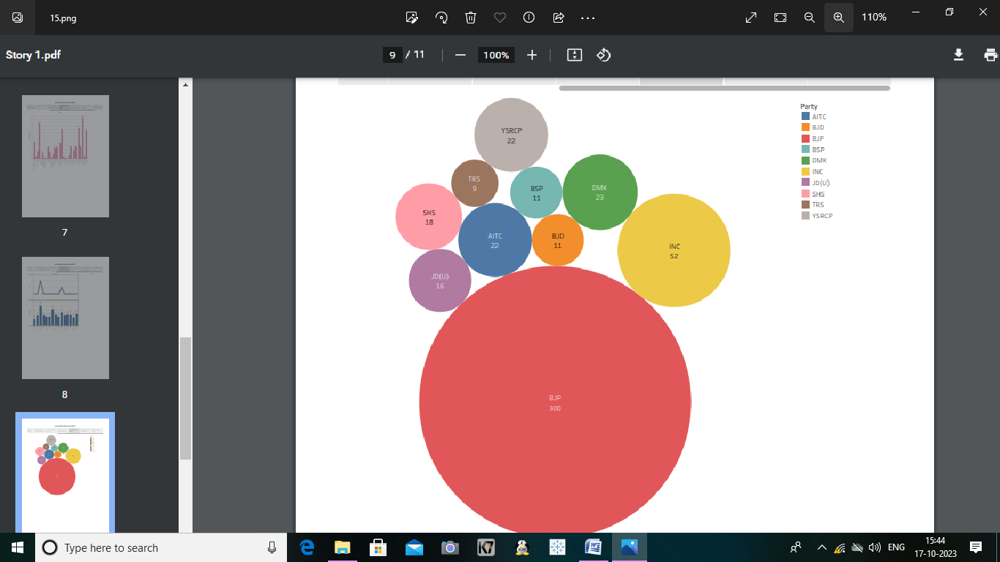 15.png
110%
Story 1.pdf
9 / 11
100%
7
8
YSRCP
22
TRS
9
BSP
11
DMK
23
SHS
18
AITC
22
BJD
11
INC
52
JD(U)
16
BJP
300
Party
AITC
BJD
BJP
BSP
DMK
INC
JD(U)
SHS
TRS
YSRCP
Type here to search
ENG
15:44
17-10-2023